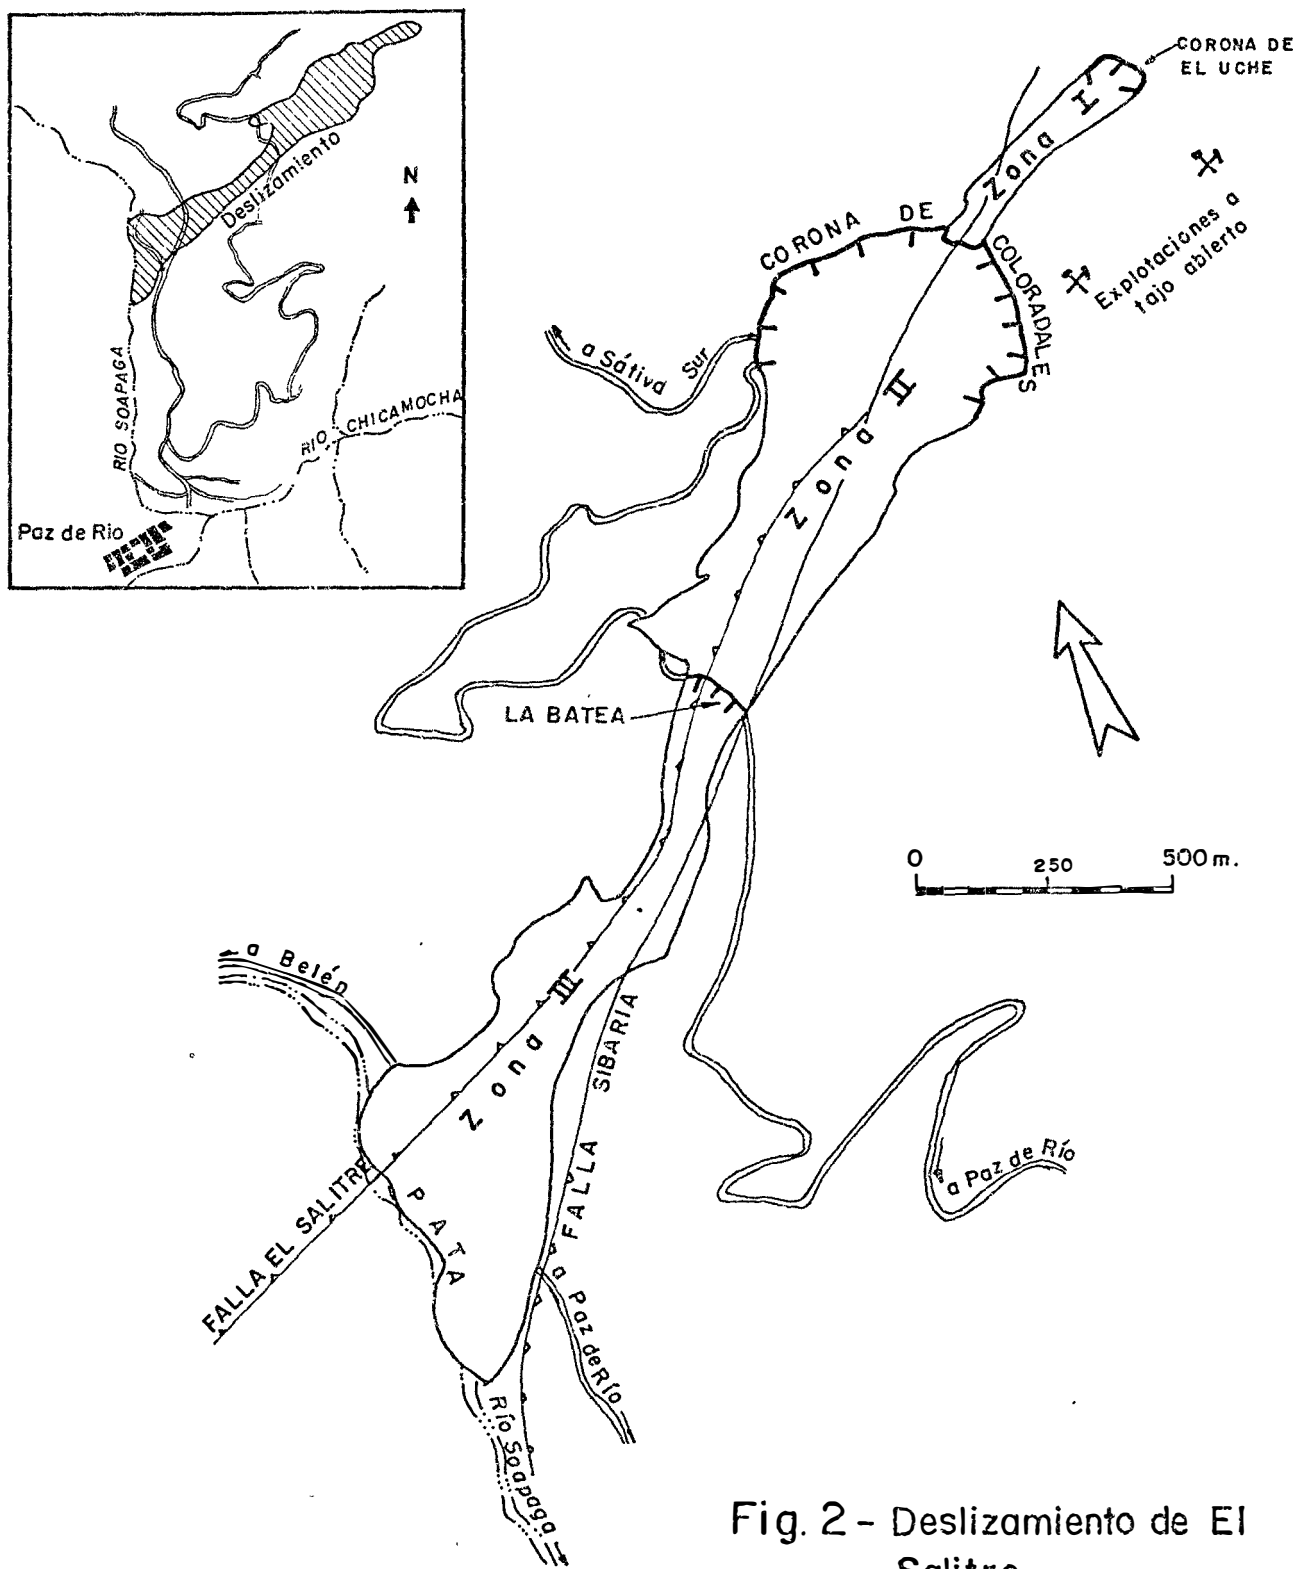 Deslizamiento
N
RIO SOAPAGA
RIO CHICAMOCHA
Paz de Rio
CORONA DE
EL UCHE
Zona I
Explotaciones a
tajo abierto
CORONA DE COLORADALES
a Sátiva Sur
Zona II
LA BATEA
0 250 500 m.
a Belén
Zona III
FALLA SIBARIA
a Paz de Río
FALLA EL SALITRE
PATA
a Paz de Río
Río Soapaga
Fig. 2 - Deslizamiento de El
Salitre